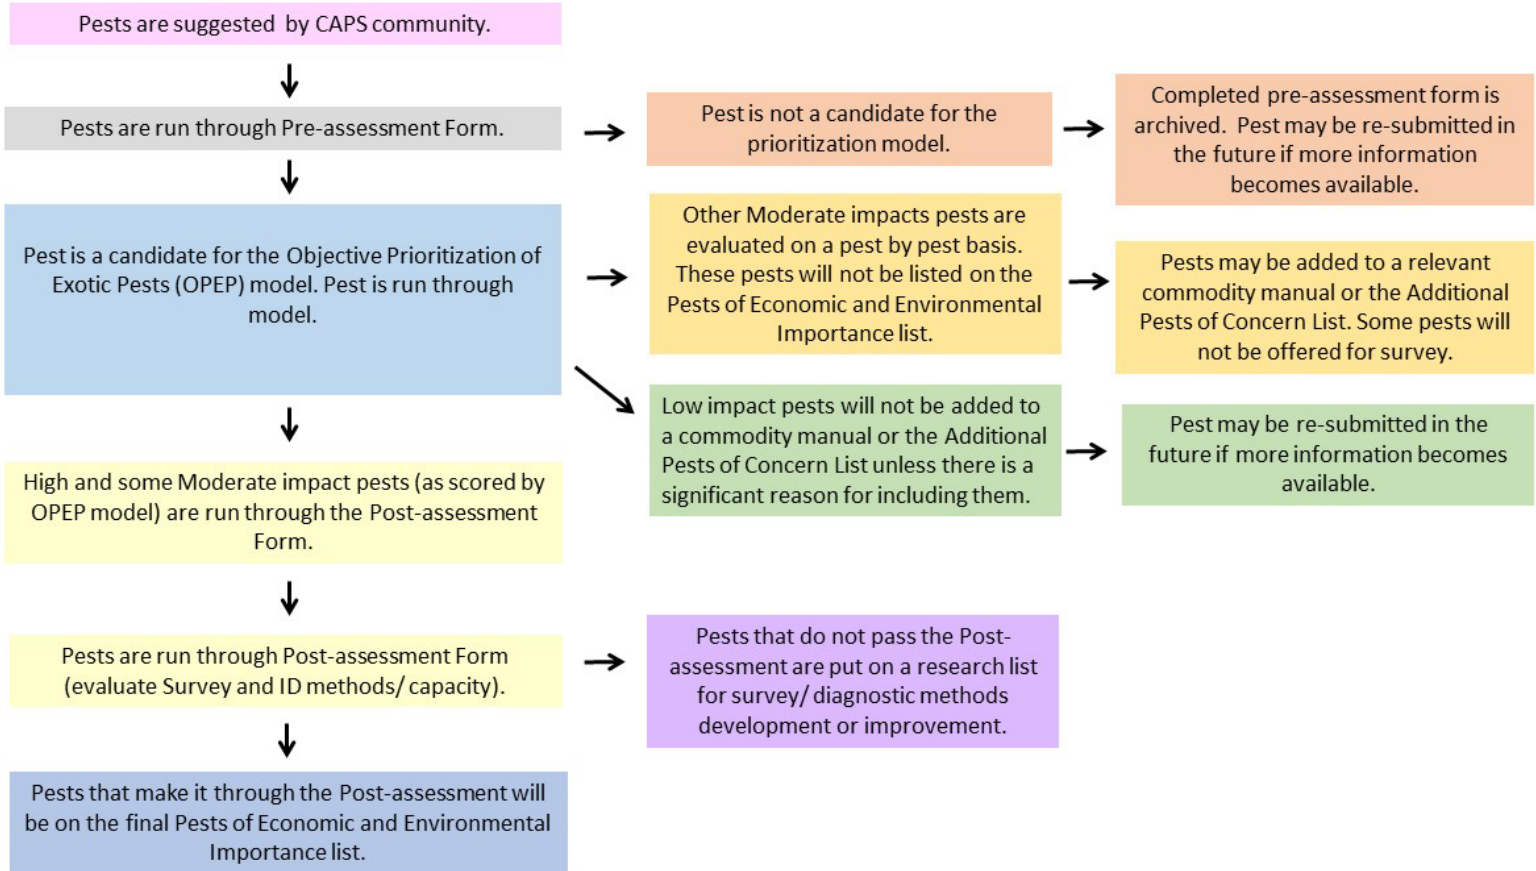 Pests are suggested by CAPS community.
Pests are run through Pre-assessment Form.
Pest is not a candidate for the
prioritization model.
Completed pre-assessment form is
archived. Pest may be re-submitted in
the future if more information
becomes available.
Pest is a candidate for the Objective Prioritization of
Exotic Pests (OPEP) model. Pest is run through
model.
Other Moderate impacts pests are
evaluated on a pest by pest basis.
These pests will not be listed on the
Pests of Economic and Environmental
Importance list.
Pests may be added to a relevant
commodity manual or the Additional
Pests of Concern List. Some pests will
not be offered for survey.
Low impact pests will not be added to
a commodity manual or the Additional
Pests of Concern List unless there is a
significant reason for including them.
Pest may be re-submitted in the
future if more information becomes
available.
High and some Moderate impact pests (as scored by
OPEP model) are run through the Post-assessment
Form.
Pests are run through Post-assessment Form
(evaluate Survey and ID methods/ capacity).
Pests that do not pass the Post-
assessment are put on a research list
for survey/ diagnostic methods
development or improvement.
Pests that make it through the Post-assessment will
be on the final Pests of Economic and Environmental
Importance list.